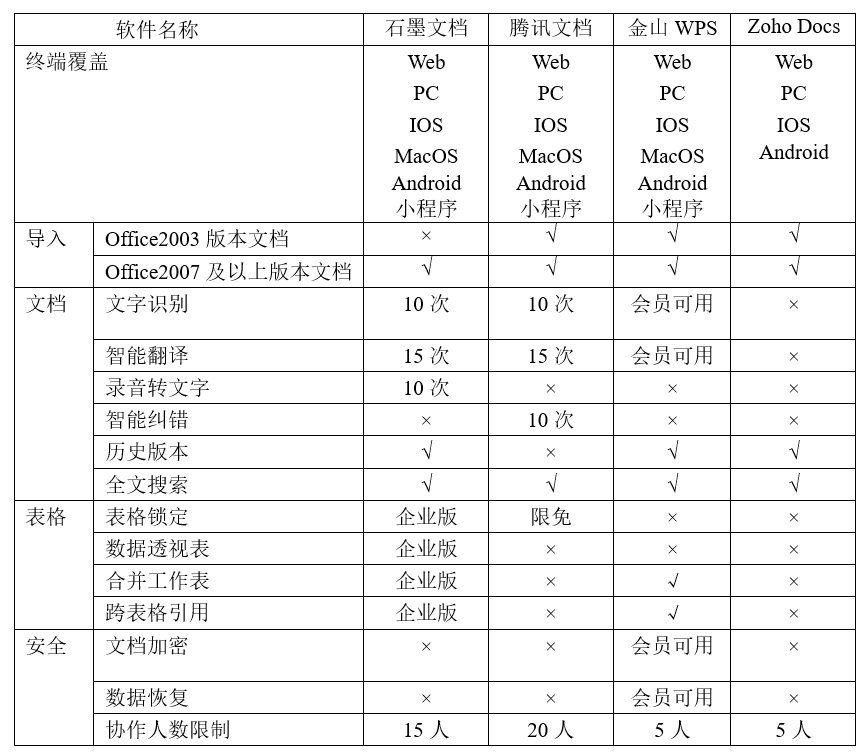 软件名称 石墨文档 腾讯文档 金山 WPS Zoho Docs
终端覆盖 Web Web Web Web
PC PC PC PC
IOS IOS IOS IOS
MacOS MacOS MacOS Android
Android Android Android
小程序 小程序 小程序
导入 Office2003 版本文档 × √ √ √
Office2007 及以上版本文档 √ √ √ √
文档 文字识别 10 次 10 次 会员可用 ×
智能翻译 15 次 15 次 会员可用 ×
录音转文字 10 次 × × ×
智能纠错 × 10 次 × ×
历史版本 √ × √ √
全文搜索 √ √ √ √
表格 表格锁定 企业版 限免 × ×
数据透视表 企业版 × × ×
合并工作表 企业版 × √ ×
跨表格引用 企业版 × √ ×
安全 文档加密 × × 会员可用 ×
数据恢复 × × 会员可用 ×
协作人数限制 15 人 20 人 5 人 5 人